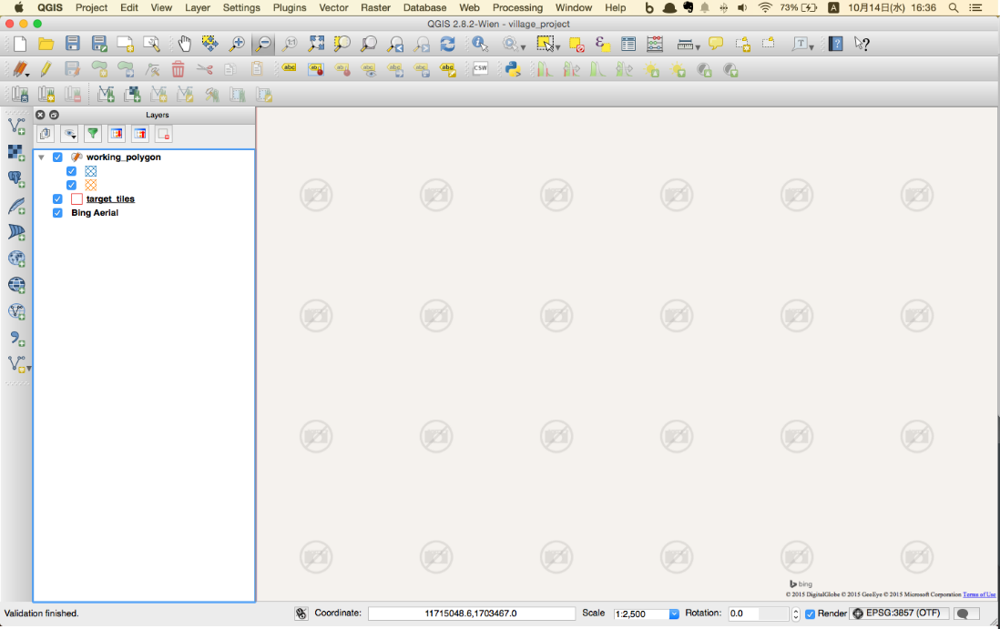 QGIS Project Edit View Layer Settings Plugins Vector Raster Database Web Processing Window Help 73% A 10月14日(水) 16:36
QGIS 2.8.2-Wien - village_project
abc abc abc abc abc abc abc CSW
Layers
working_polygon
target_tiles
Bing Aerial
bing
© 2015 DigitalGlobe © 2015 GeoEye © 2015 Microsoft Corporation Terms of Use
Validation finished. Coordinate: 11715048.6,1703467.0 Scale 1:2,500 Rotation: 0.0 Render EPSG:3857 (OTF)